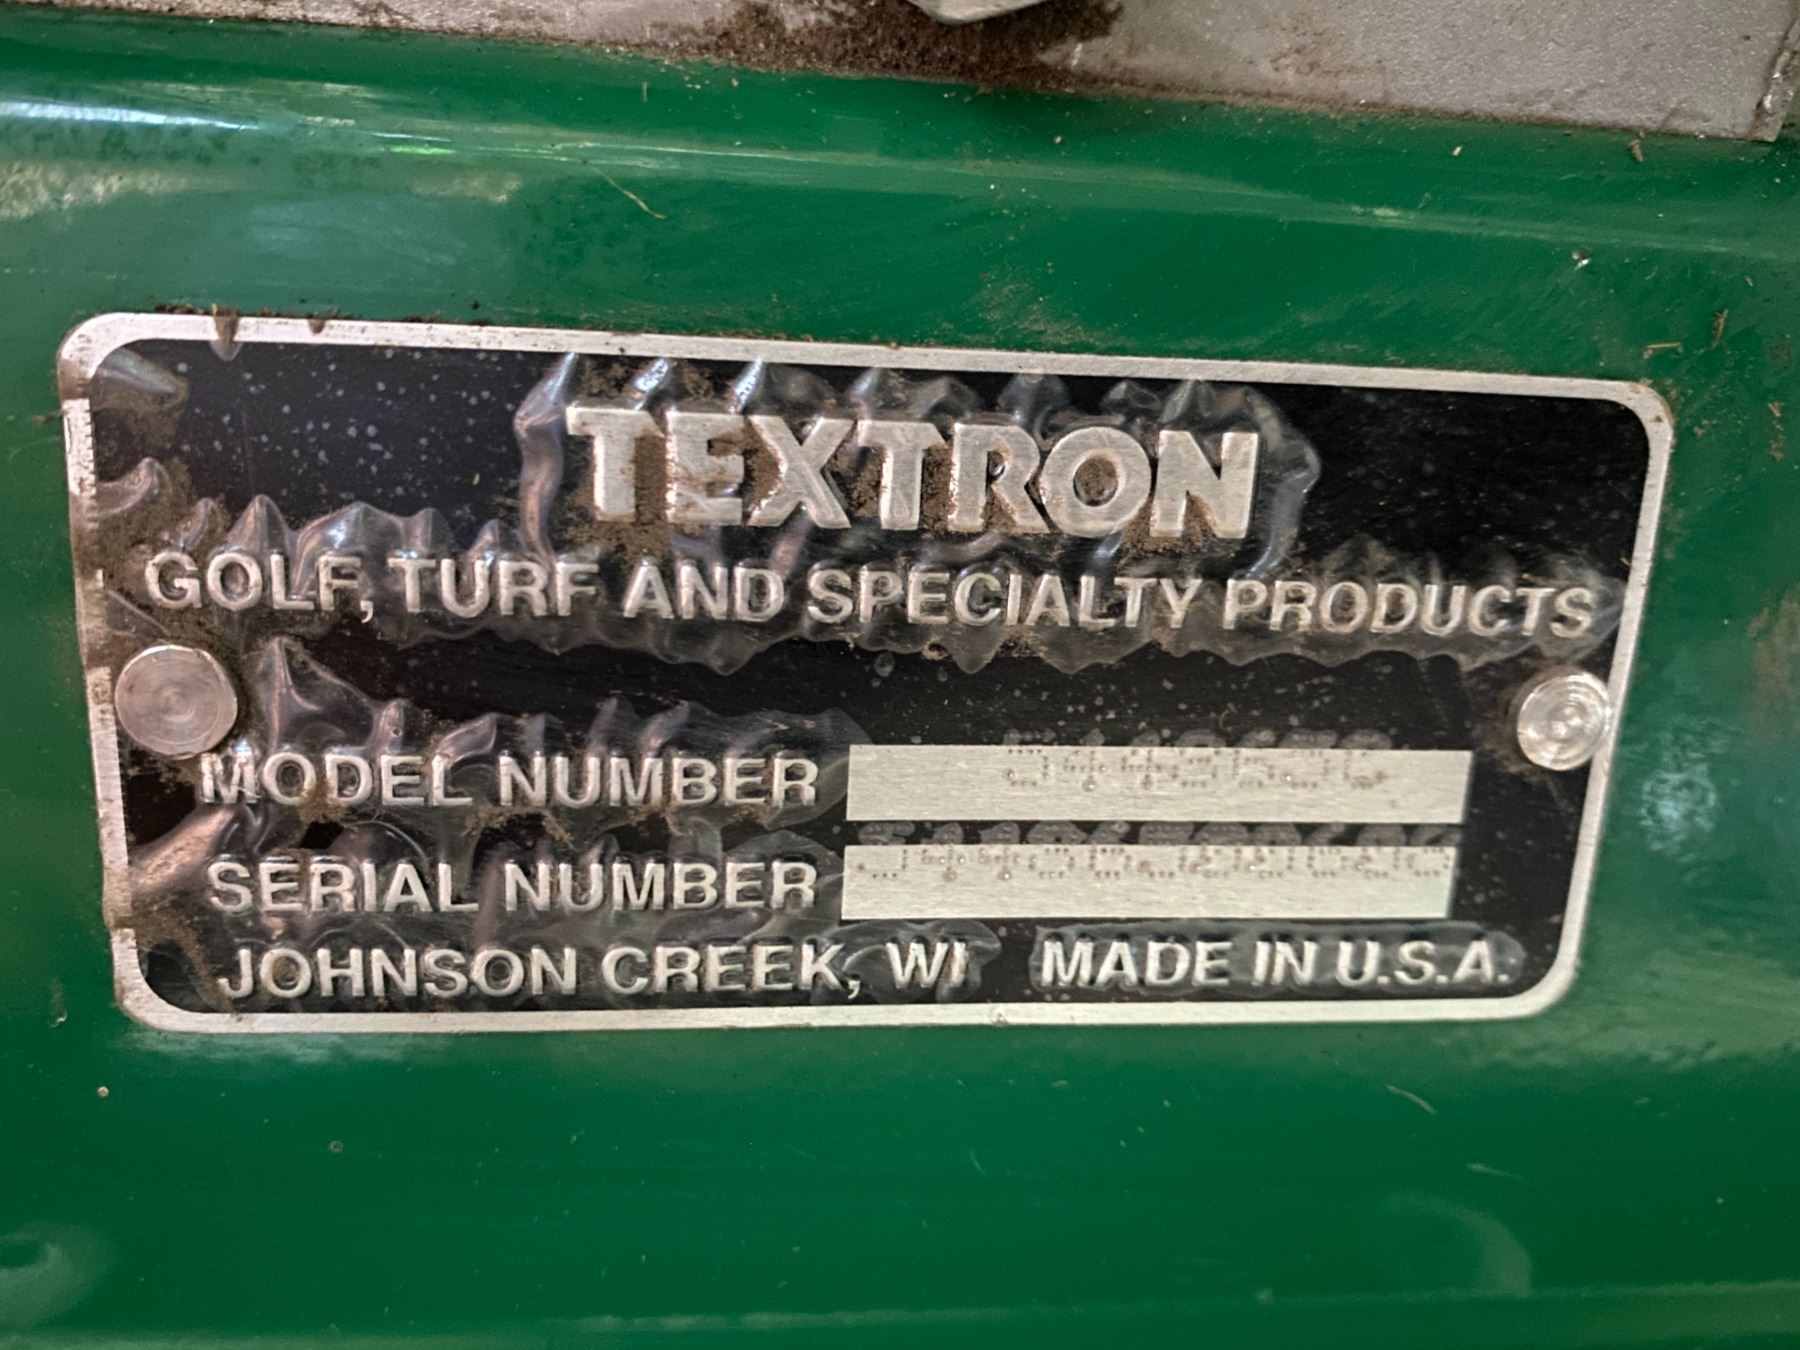 TEXTRON
GOLF, TURF AND SPECIALTY PRODUCTS
MODEL NUMBER
SERIAL NUMBER
JOHNSON CREEK, WI MADE IN U.S.A.